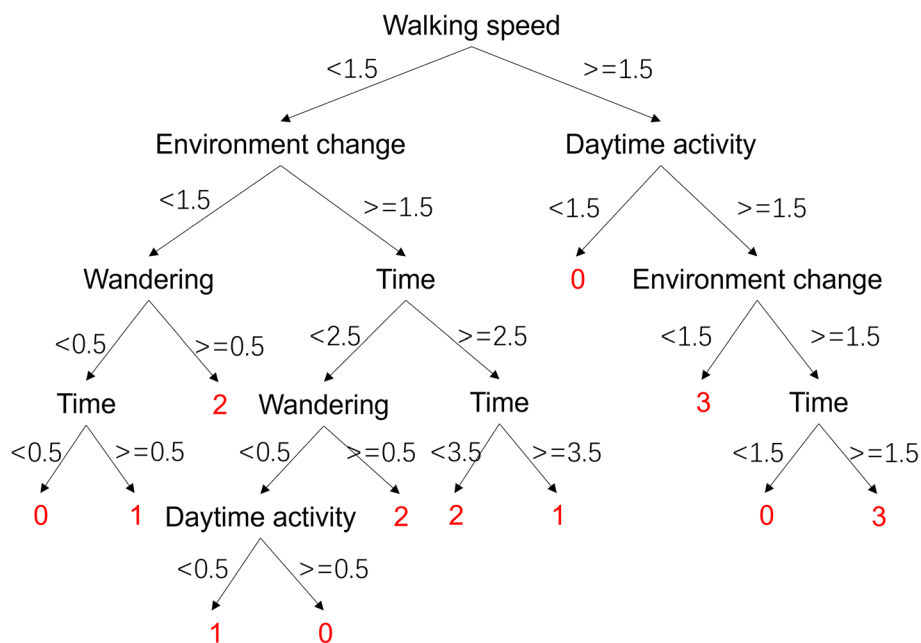 Walking speed
<1.5 >=1.5
Environment change Daytime activity
<1.5 >=1.5 <1.5 >=1.5
Wandering Time 0 Environment change
<0.5 >=0.5 <2.5 >=2.5 <1.5 >=1.5
Time 2 Wandering Time 3 Time
<0.5 >=0.5 <0.5 >=0.5 <3.5 >=3.5 <1.5 >=1.5
0 1 Daytime activity 2 2 1 0 3
<0.5 >=0.5
1 0